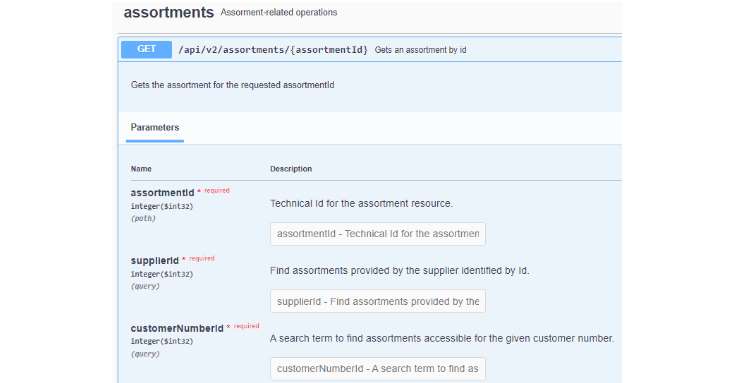 assortments Assorment-related operations
GET /api/v2/assortments/{assortmentId} Gets an assortment by id
Gets the assortment for the requested assortmentId
Parameters
Name Description
assortmentId * required
integer($int32)
(path)
Technical Id for the assortment resource.
assortmentId - Technical Id for the assortmen
supplierId * required
integer($int32)
(query)
Find assortments provided by the supplier identified by Id.
supplierId - Find assortments provided by the
customerNumberId * required
integer($int32)
(query)
A search term to find assortments accessible for the given customer number.
customerNumberId - A search term to find as